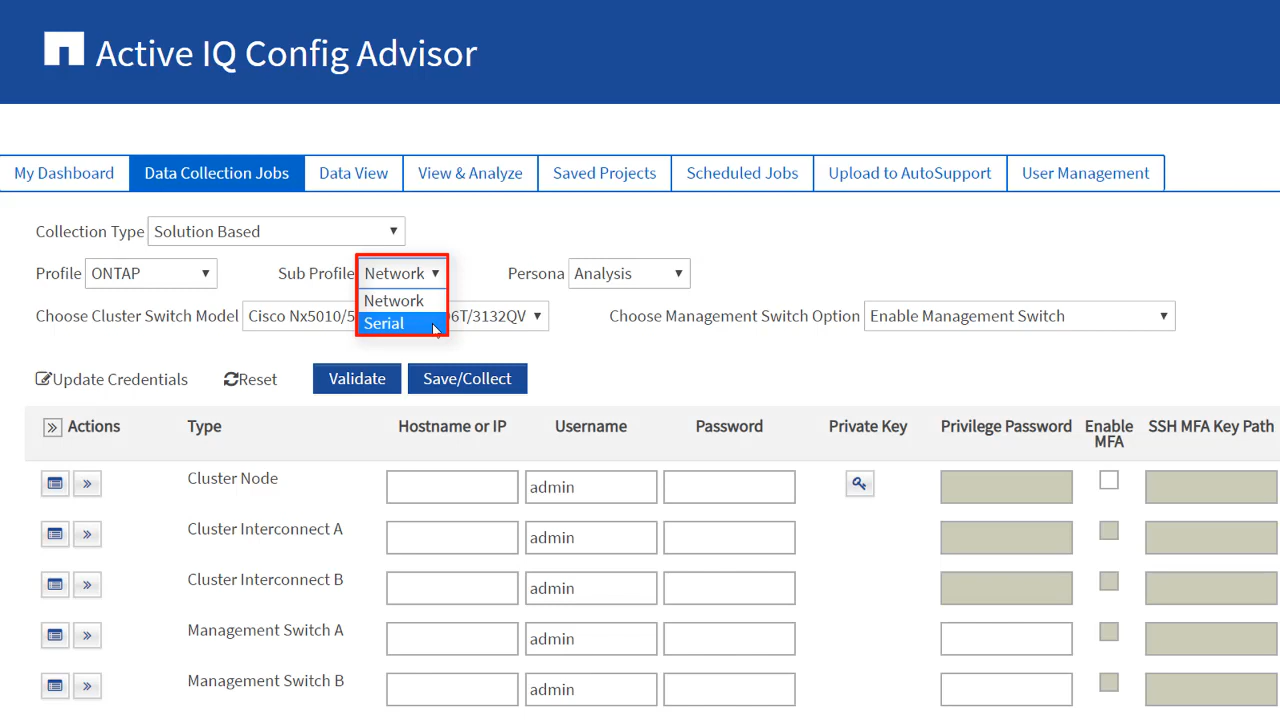 Active IQ Config Advisor
My Dashboard Data Collection Jobs Data View View & Analyze Saved Projects Scheduled Jobs Upload to AutoSupport User Management
Collection Type Solution Based
Profile ONTAP Sub Profile Network Persona Analysis
Network
Choose Cluster Switch Model Cisco Nx5010/5 6T/3132QV Choose Management Switch Option Enable Management Switch
Serial
Update Credentials Reset Validate Save/Collect
Actions Type Hostname or IP Username Password Private Key Privilege Password Enable MFA SSH MFA Key Path
Cluster Node admin
Cluster Interconnect A admin
Cluster Interconnect B admin
Management Switch A admin
Management Switch B admin